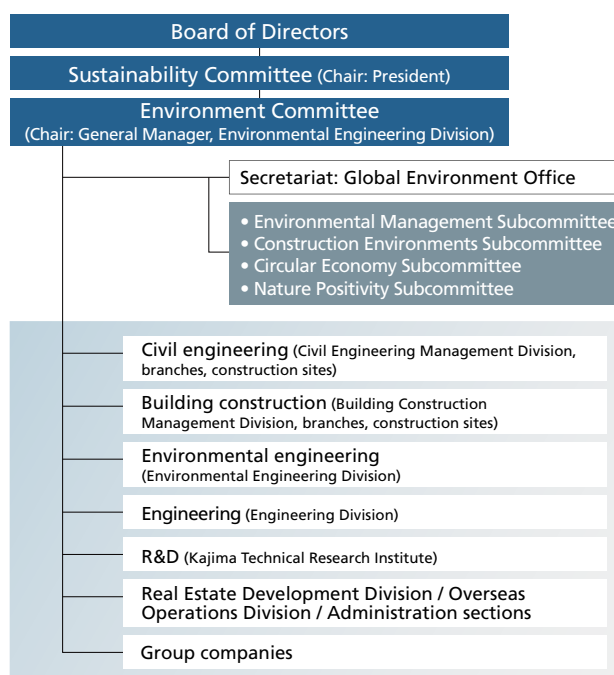 Board of Directors
Sustainability Committee (Chair: President)
Environment Committee
(Chair: General Manager, Environmental Engineering Division)
Secretariat: Global Environment Office
• Environmental Management Subcommittee
• Construction Environments Subcommittee
• Circular Economy Subcommittee
• Nature Positivity Subcommittee
Civil engineering (Civil Engineering Management Division,
branches, construction sites)
Building construction (Building Construction
Management Division, branches, construction sites)
Environmental engineering
(Environmental Engineering Division)
Engineering (Engineering Division)
R&D (Kajima Technical Research Institute)
Real Estate Development Division / Overseas
Operations Division / Administration sections
Group companies